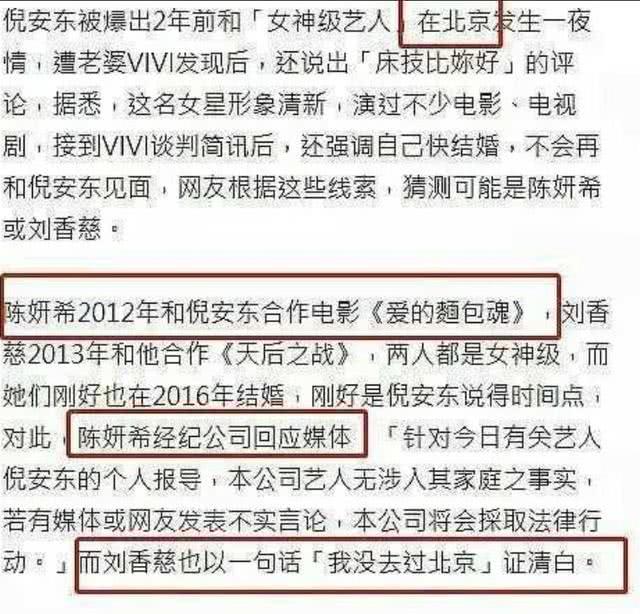 倪安东被爆出2年前和「女神级艺人」在北京发生一夜
情，遭老婆VIVI发现后，还说出「床技比妳好」的评
论，据悉，这名女星形象清新，演过不少电影、电视
剧，接到VIVI谈判简讯后，还强调自己快结婚，不会再
和倪安东见面，网友根据这些线索，猜测可能是陈妍希
或刘香慈。
陈妍希2012年和倪安东合作电影《爱的麵包魂》，刘香
慈2013年和他合作《天后之战》，两人都是女神级，而
她们刚好也在2016年结婚，刚好是倪安东说得时间点，
对此，陈妍希经纪公司回应媒体「针对今日有关艺人
倪安东的个人报导，本公司艺人无涉入其家庭之事实，
若有媒体或网友发表不实言论，本公司将会採取法律行
动。」而刘香慈也以一句话「我没去过北京」证清白。